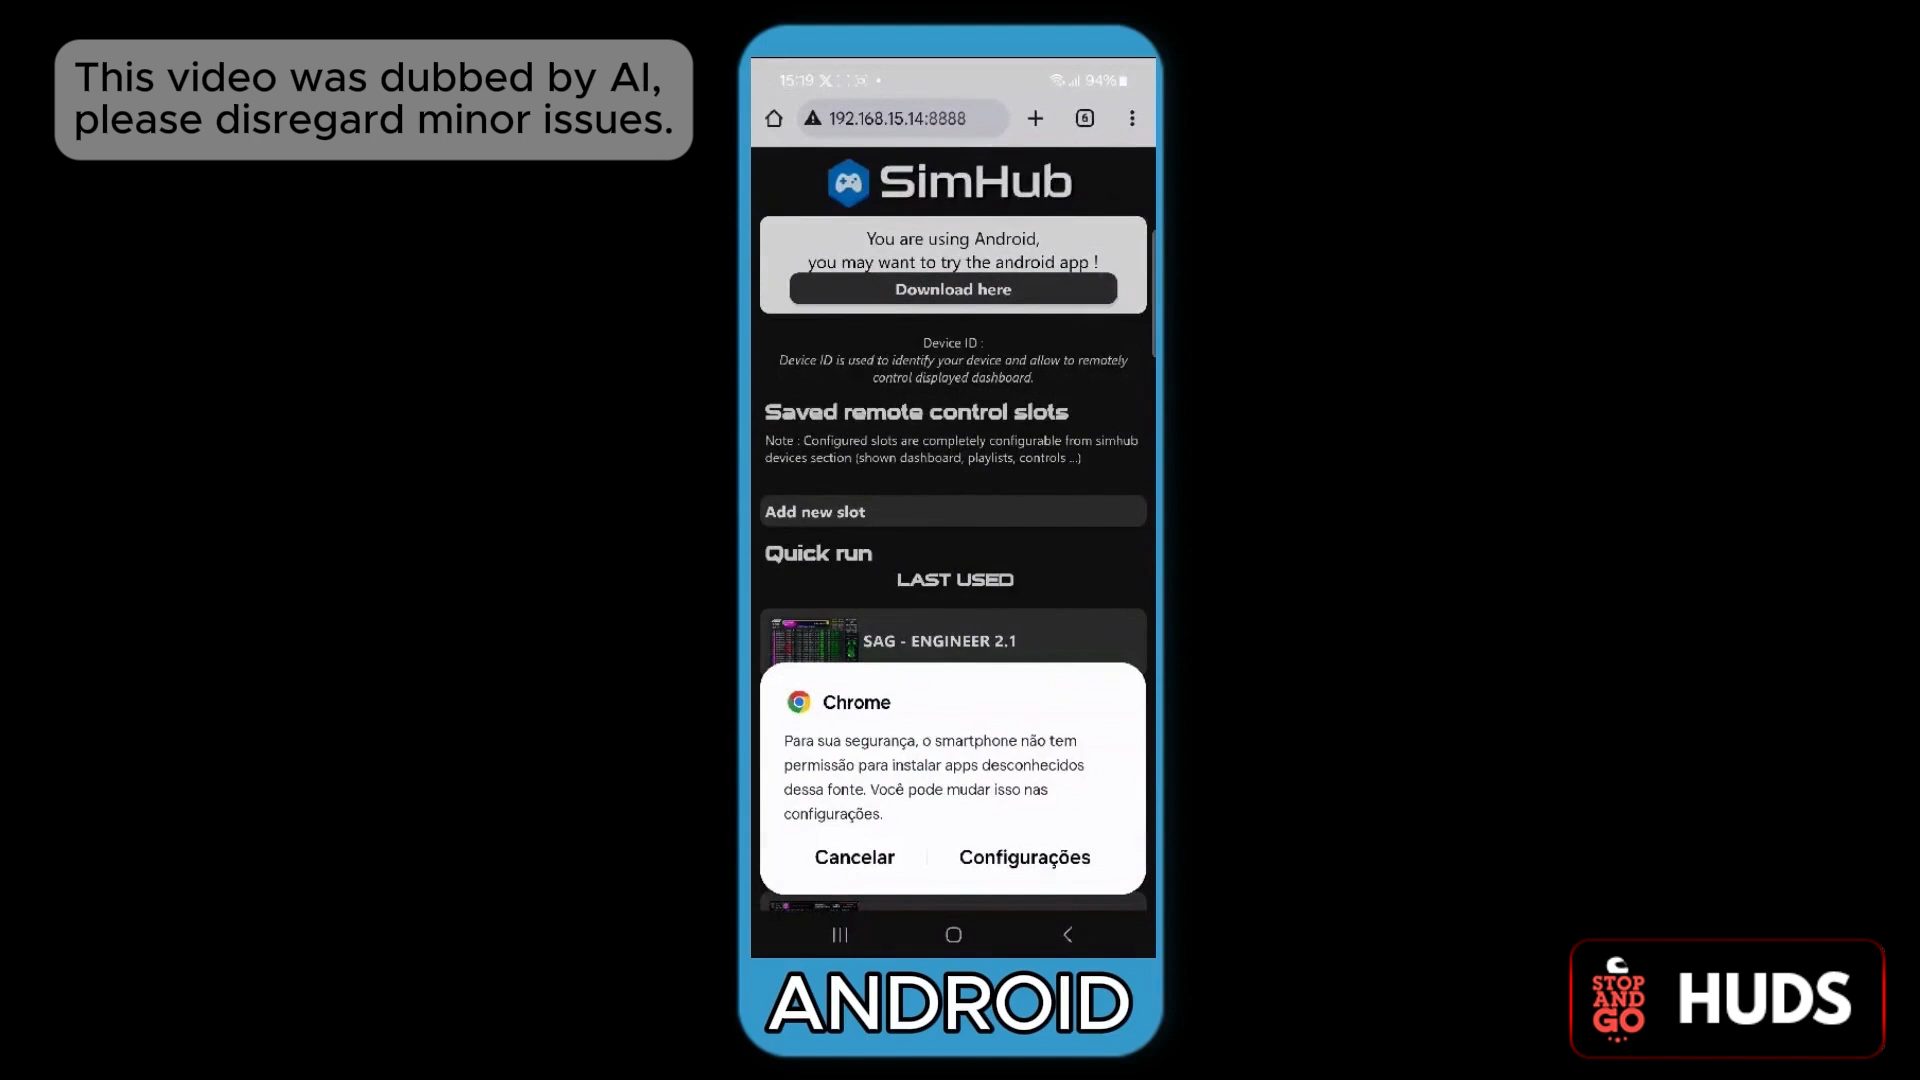 This video was dubbed by AI,
please disregard minor issues.
15:19
94%
192.168.15.14:8888
6
SimHub
You are using Android,
you may want to try the android app !
Download here
Device ID :
Device ID is used to identify your device and allow to remotely
control displayed dashboard.
Saved remote control slots
Note : Configured slots are completely configurable from simhub
devices section (shown dashboard, playlists, controls ...)
Add new slot
Quick run
LAST USED
SAG - ENGINEER 2.1
Chrome
Para sua segurança, o smartphone não tem
permissão para instalar apps desconhecidos
dessa fonte. Você pode mudar isso nas
configurações.
Cancelar
Configurações
ANDROID
STOP
AND
GO
HUDS